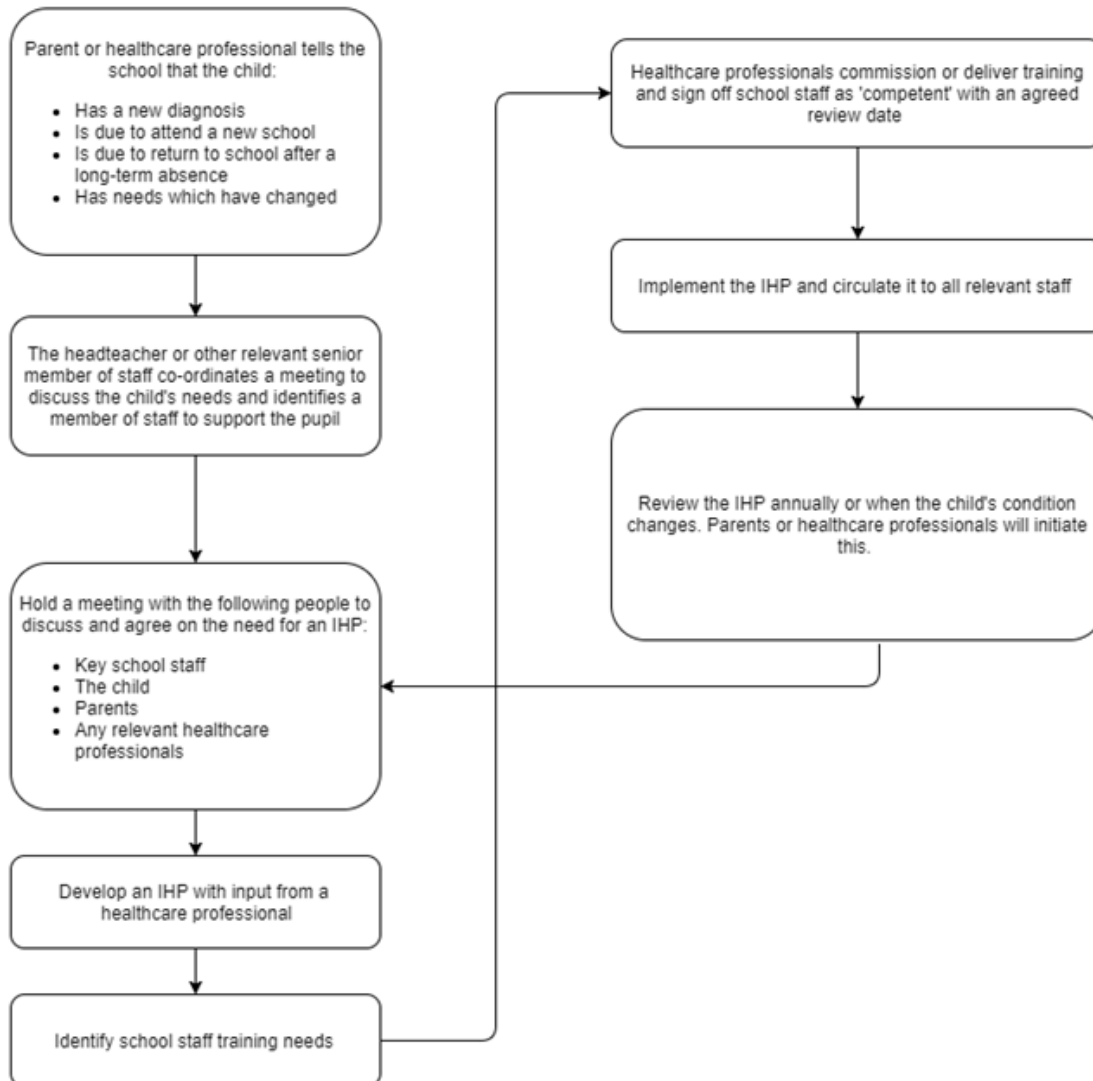 Parent or healthcare professional tells the
school that the child:
• Has a new diagnosis
• Is due to attend a new school
• Is due to return to school after a
long-term absence
• Has needs which have changed
The headteacher or other relevant senior
member of staff co-ordinates a meeting to
discuss the child's needs and identifies a
member of staff to support the pupil
Hold a meeting with the following people to
discuss and agree on the need for an IHP:
• Key school staff
• The child
• Parents
• Any relevant healthcare
professionals
Develop an IHP with input from a
healthcare professional
Identify school staff training needs
Healthcare professionals commission or deliver training
and sign off school staff as 'competent' with an agreed
review date
Implement the IHP and circulate it to all relevant staff
Review the IHP annually or when the child's condition
changes. Parents or healthcare professionals will initiate
this.